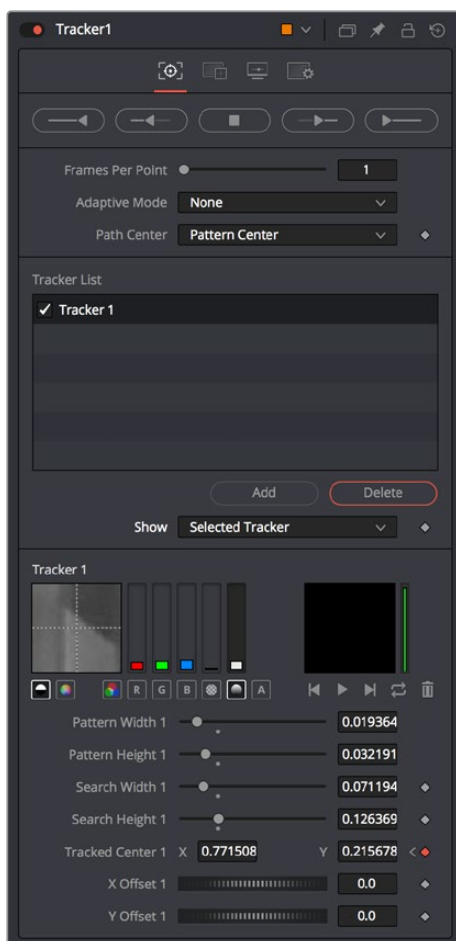 Tracker1
Frames Per Point 1
Adaptive Mode None
Path Center Pattern Center
Tracker List
Tracker 1
Add Delete
Show Selected Tracker
Tracker 1
R G B A
Pattern Width 1 0.019364
Pattern Height 1 0.032191
Search Width 1 0.071194
Search Height 1 0.126369
Tracked Center 1 X 0.771508 Y 0.215678 <
X Offset 1 0.0
Y Offset 1 0.0